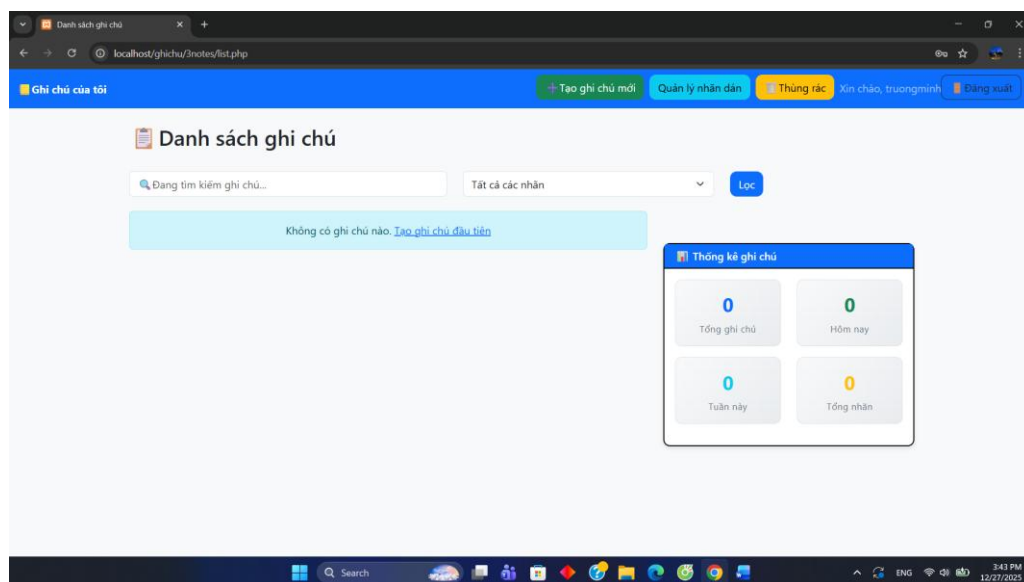 Danh sách ghi chú
localhost/ghichu/3notes/list.php
Ghi chú của tôi
Tạo ghi chú mới
Quản lý nhãn dán
Thùng rác
Xin chào, truongminh
Đăng xuất
Danh sách ghi chú
Đang tìm kiếm ghi chú...
Tất cả các nhãn
Lọc
Không có ghi chú nào. Tạo ghi chú đầu tiên
Thống kê ghi chú
0
Tổng ghi chú
0
Hôm nay
0
Tuần này
0
Tổng nhãn
Search
ENG
3:43 PM
12/27/2025